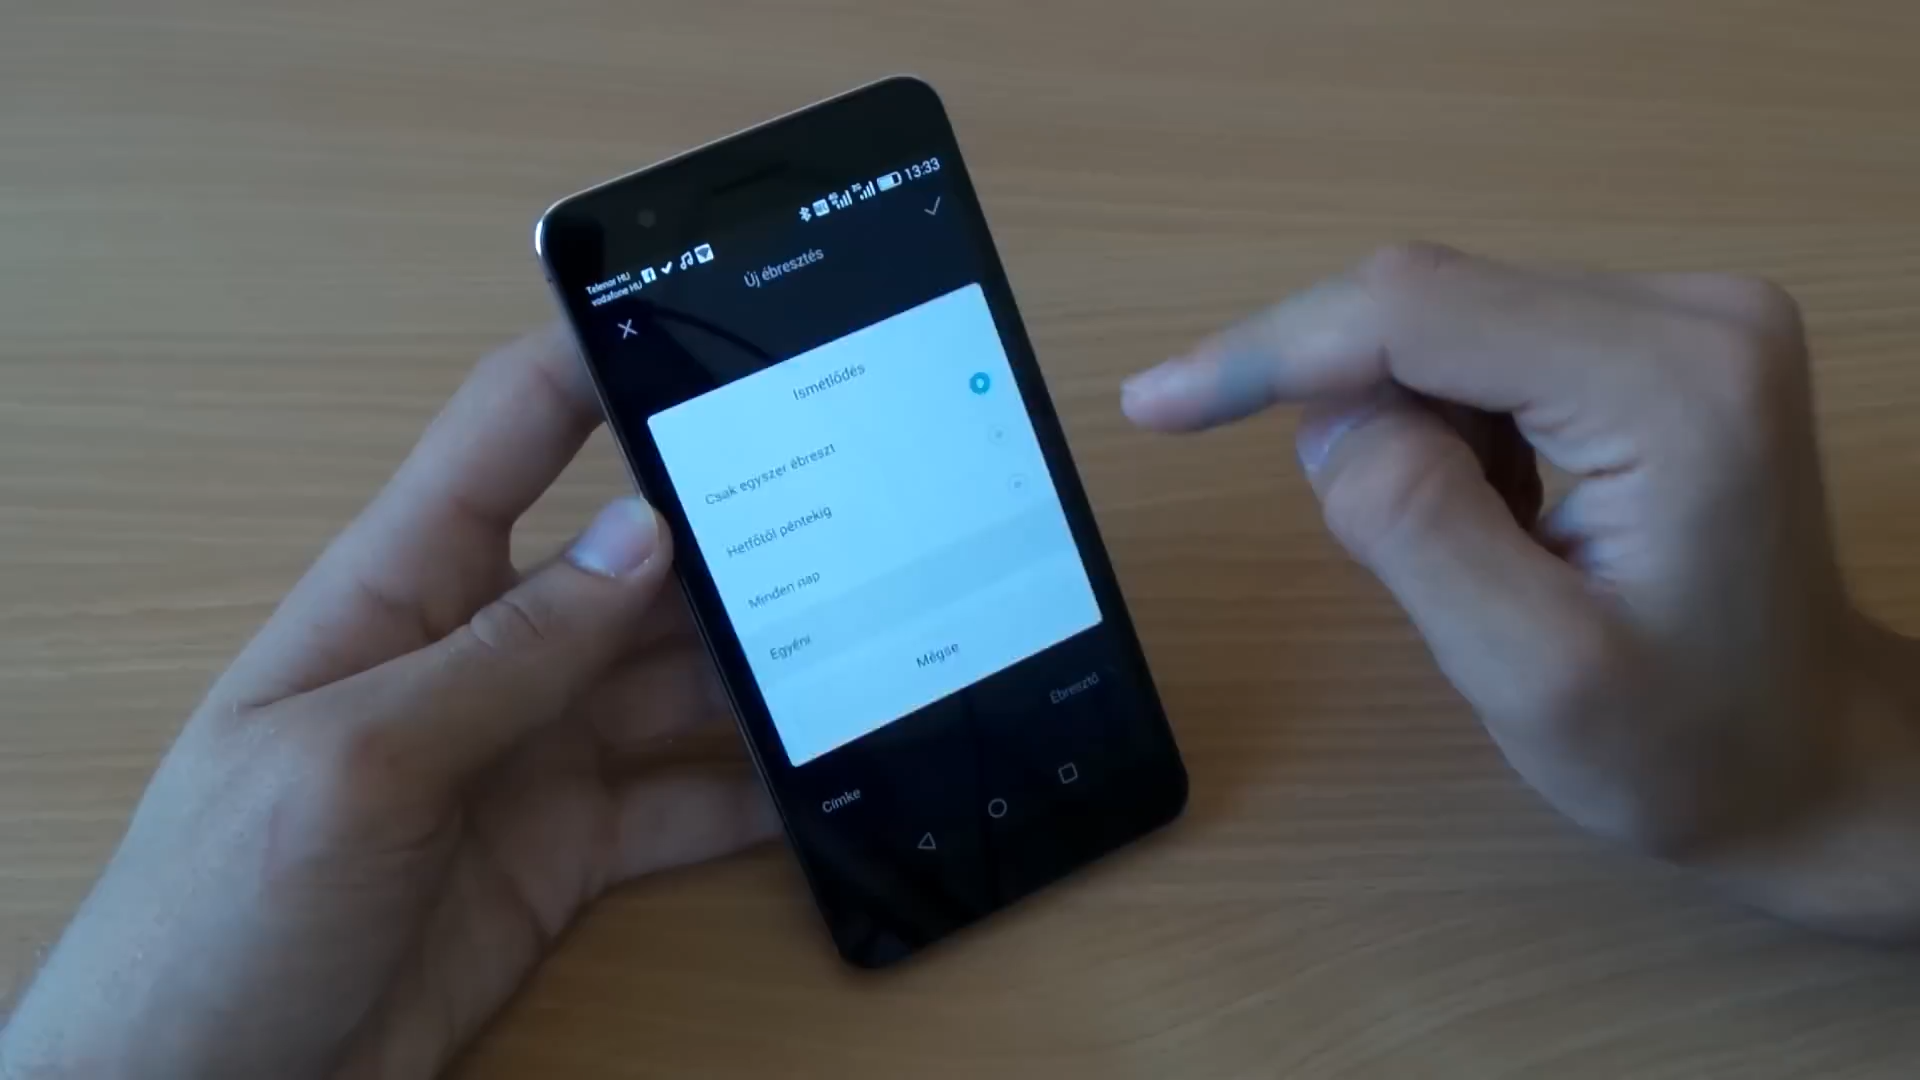 Telenor HU
vodafone HU
13:33
Új ébresztés
Ismétlődés
Csak egyszer ébreszt
Hétfőtől péntekig
Minden nap
Egyéni
Mégse
Ébresztő
Címke